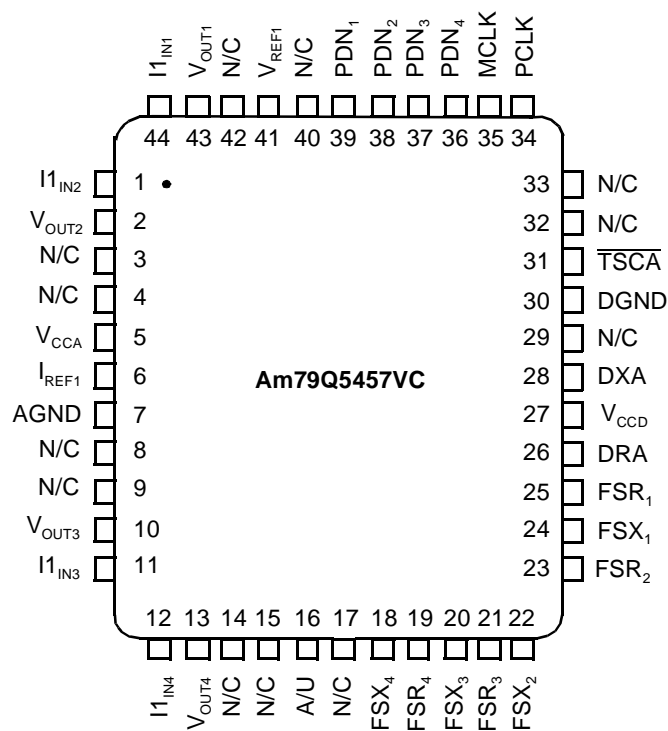 I1IN1 VOUT1 N/C VREF1 N/C PDN1 PDN2 PDN3 PDN4 MCLK PCLK
44 43 42 41 40 39 38 37 36 35 34
I1IN2 1 33 N/C
VOUT2 2 32 N/C
N/C 3 31 TSCA
N/C 4 30 DGND
VCCA 5 29 N/C
IREF1 6 Am79Q5457VC 28 DXA
AGND 7 27 VCCD
N/C 8 26 DRA
N/C 9 25 FSR1
VOUT3 10 24 FSX1
I1IN3 11 23 FSR2
12 13 14 15 16 17 18 19 20 21 22
I1IN4 VOUT4 N/C N/C A/U N/C FSX4 FSR4 FSX3 FSR3 FSX2